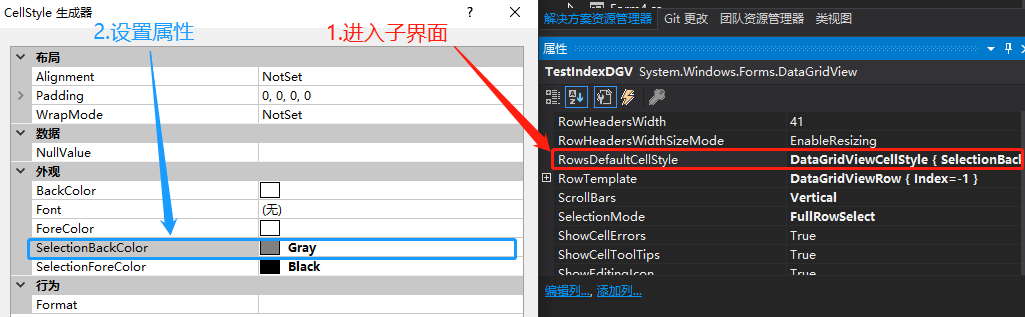 CellStyle 生成器
?
×
2.设置属性
布局
Alignment NotSet
Padding 0, 0, 0, 0
WrapMode NotSet
数据
NullValue
外观
BackColor
Font (无)
ForeColor
SelectionBackColor Gray
SelectionForeColor Black
行为
Format
解决方案资源管理器 Git 更改 团队资源管理器 类视图
1.进入子界面
属性
TestIndexDGV System.Windows.Forms.DataGridView
RowHeadersWidth 41
RowHeadersWidthSizeMode EnableResizing
RowsDefaultCellStyle DataGridViewCellStyle { SelectionBacl
RowTemplate DataGridViewRow { Index=-1 }
ScrollBars Vertical
SelectionMode FullRowSelect
ShowCellErrors True
ShowCellToolTips True
ShowEditingIcon True
编辑列..., 添加列...